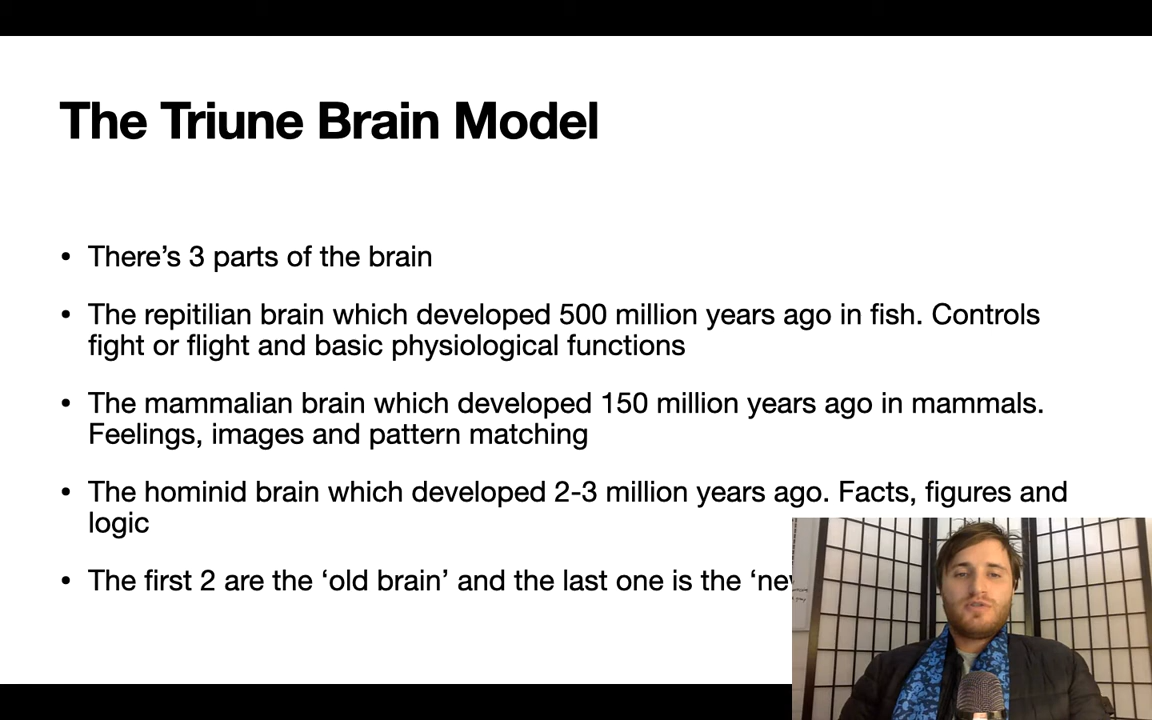 The Triune Brain Model
• There’s 3 parts of the brain
• The repitilian brain which developed 500 million years ago in fish. Controls
fight or flight and basic physiological functions
• The mammalian brain which developed 150 million years ago in mammals.
Feelings, images and pattern matching
• The hominid brain which developed 2-3 million years ago. Facts, figures and
logic
• The first 2 are the ‘old brain’ and the last one is the